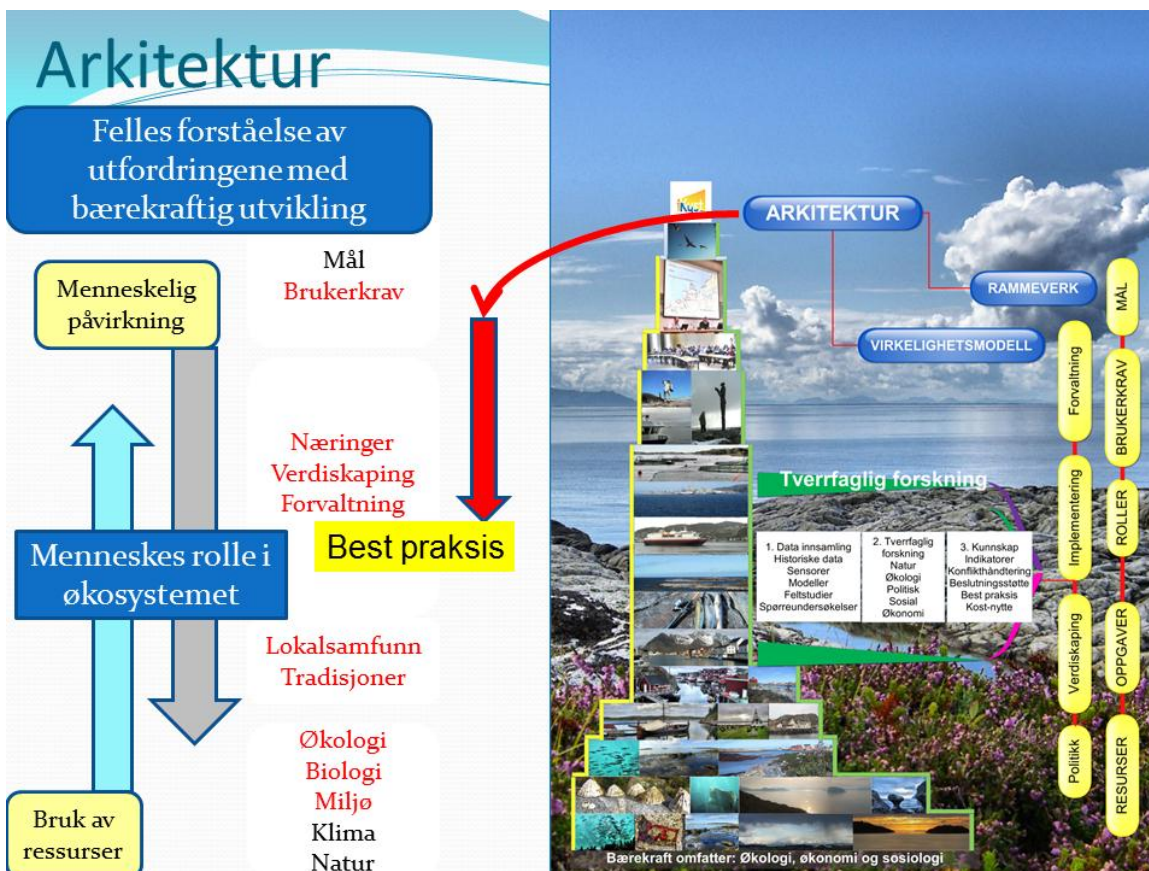 Arkitektur
Felles forståelse av
utfordringene med
bærekraftig utvikling
Mål
Brukerkrav
Menneskelig
påvirkning
Næringer
Verdiskaping
Forvaltning
Best praksis
Menneskes rolle i
økosystemet
Lokalsamfunn
Tradisjoner
Økologi
Biologi
Miljø
Klima
Natur
Bruk av
ressurser
ARKITEKTUR
RAMMEVERK
VIRKELIGHETSMODELL
Tverrfaglig forskning
1. Data innsamling
Historiske data
Sensorer
Modeller
Feltstudier
Spørreundersøkelser
2. Tverrfaglig
forskning
Natur
Økologi
Politisk
Sosial
Økonomi
3. Kunnskap
Indikatorer
Konflikthåndtering
Beslutningsstøtte
Best praksis
Kost-nytte
Forvaltning
Implementering
Verdiskaping
Politikk
MÅL
BRUKERKRAV
ROLLER
OPPGAVER
RESURSER
Bærekraft omfatter: Økologi, økonomi og sosiologi